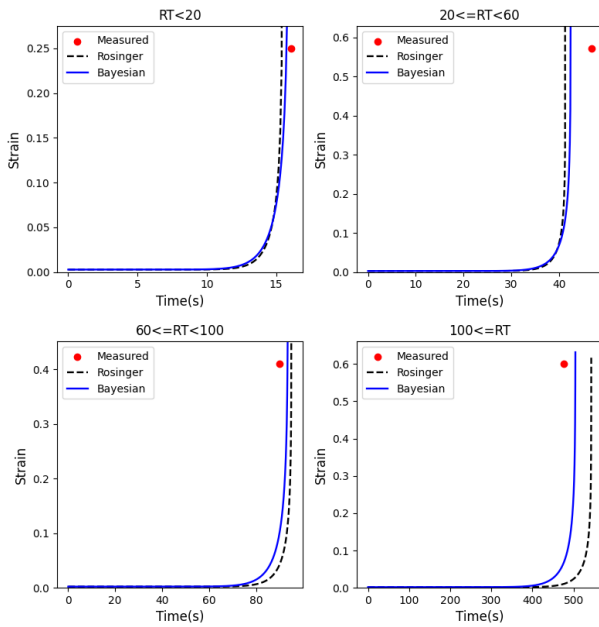 RT<20
0.25
0.20
0.15
0.10
0.05
0.00
Strain
Measured
Rosinger
Bayesian
0
5
10
15
Time(s)
20<=RT<60
0.6
0.5
0.4
0.3
0.2
0.1
0.0
Strain
Measured
Rosinger
Bayesian
0
10
20
30
40
Time(s)
60<=RT<100
0.4
0.3
0.2
0.1
0.0
Strain
Measured
Rosinger
Bayesian
0
20
40
60
80
Time(s)
100<=RT
0.6
0.5
0.4
0.3
0.2
0.1
0.0
Strain
Measured
Rosinger
Bayesian
0
100
200
300
400
500
Time(s)